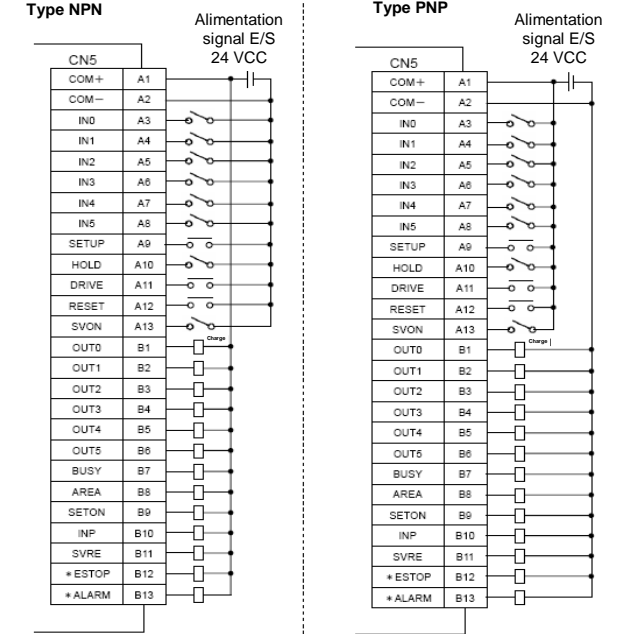 Type NPN
Alimentation
signal E/S
24 VCC
CN5
COM+ A1
COM− A2
IN0 A3
IN1 A4
IN2 A5
IN3 A6
IN4 A7
IN5 A8
SETUP A9
HOLD A10
DRIVE A11
RESET A12
SVON A13
OUT0 B1
Charge
OUT1 B2
OUT2 B3
OUT3 B4
OUT4 B5
OUT5 B6
BUSY B7
AREA B8
SETON B9
INP B10
SVRE B11
*ESTOP B12
*ALARM B13
Type PNP
Alimentation
signal E/S
24 VCC
CN5
COM+ A1
COM− A2
IN0 A3
IN1 A4
IN2 A5
IN3 A6
IN4 A7
IN5 A8
SETUP A9
HOLD A10
DRIVE A11
RESET A12
SVON A13
OUT0 B1
Charge
OUT1 B2
OUT2 B3
OUT3 B4
OUT4 B5
OUT5 B6
BUSY B7
AREA B8
SETON B9
INP B10
SVRE B11
*ESTOP B12
*ALARM B13